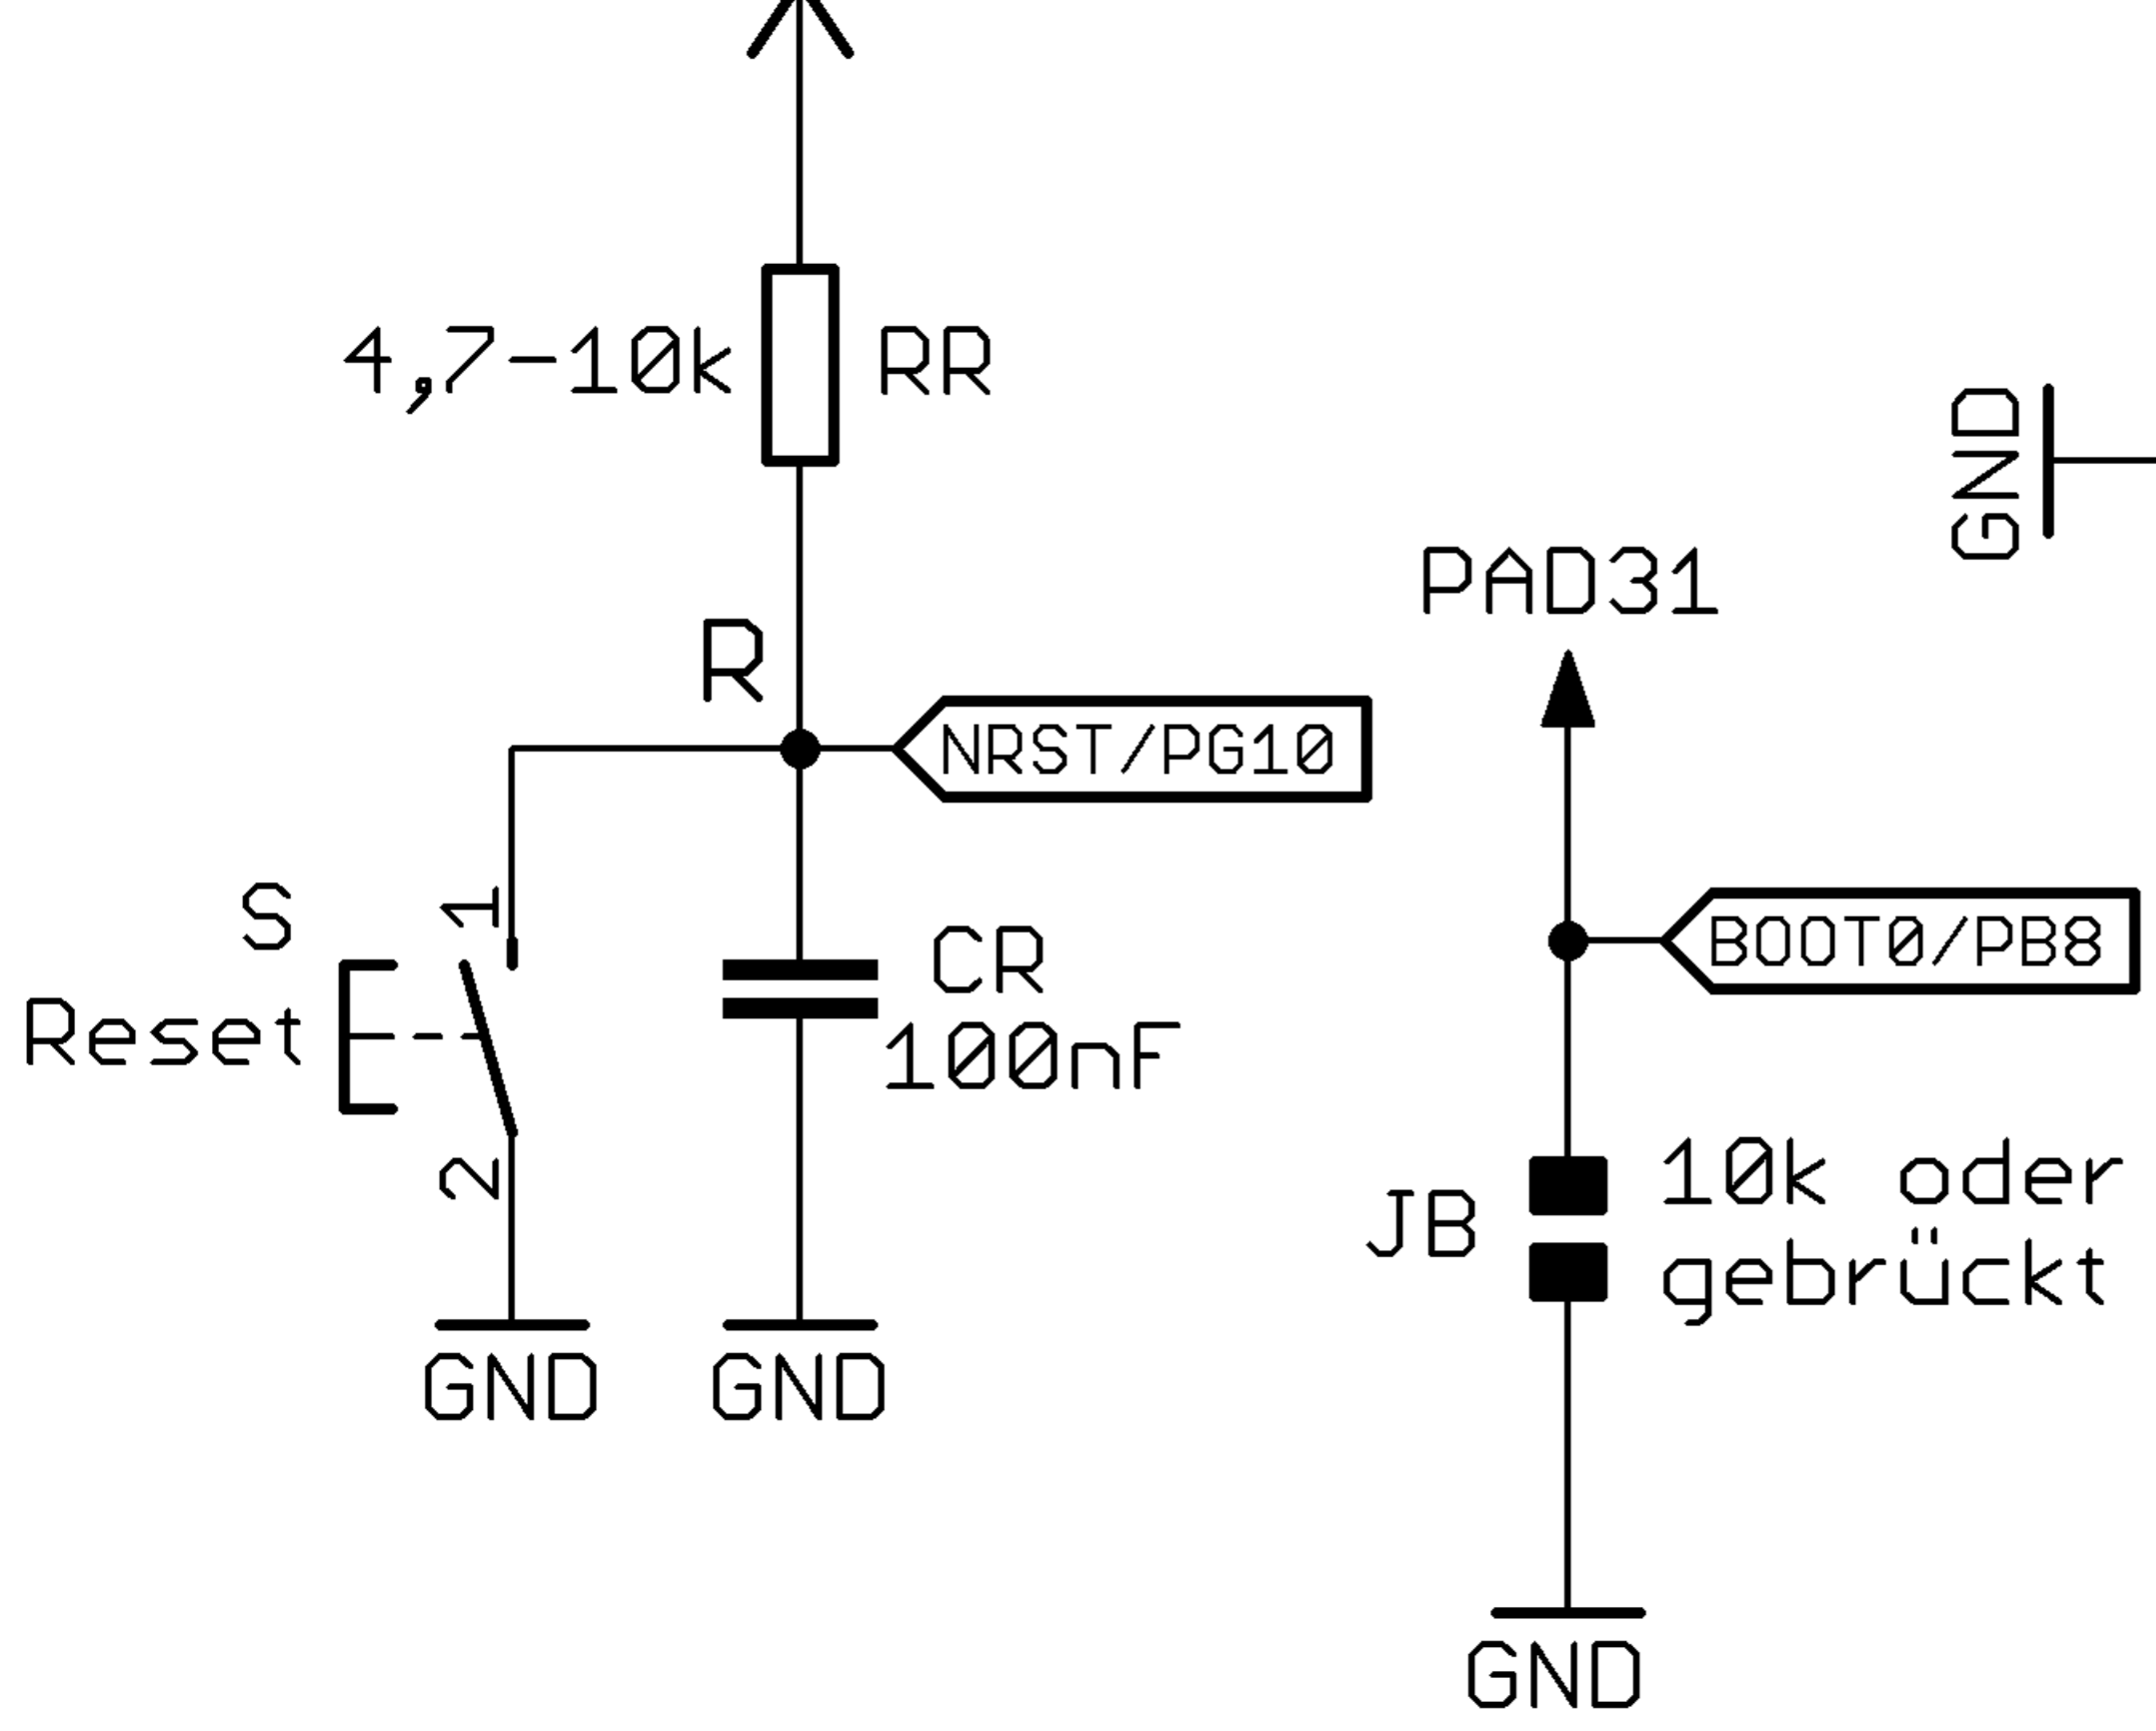 4,7-10k
RR
GND
PAD31
R
NRST/PG10
S
1
BOOT0/PB8
CR
Reset
100nF
2
JB
10k oder
gebrückt
GND
GND
GND